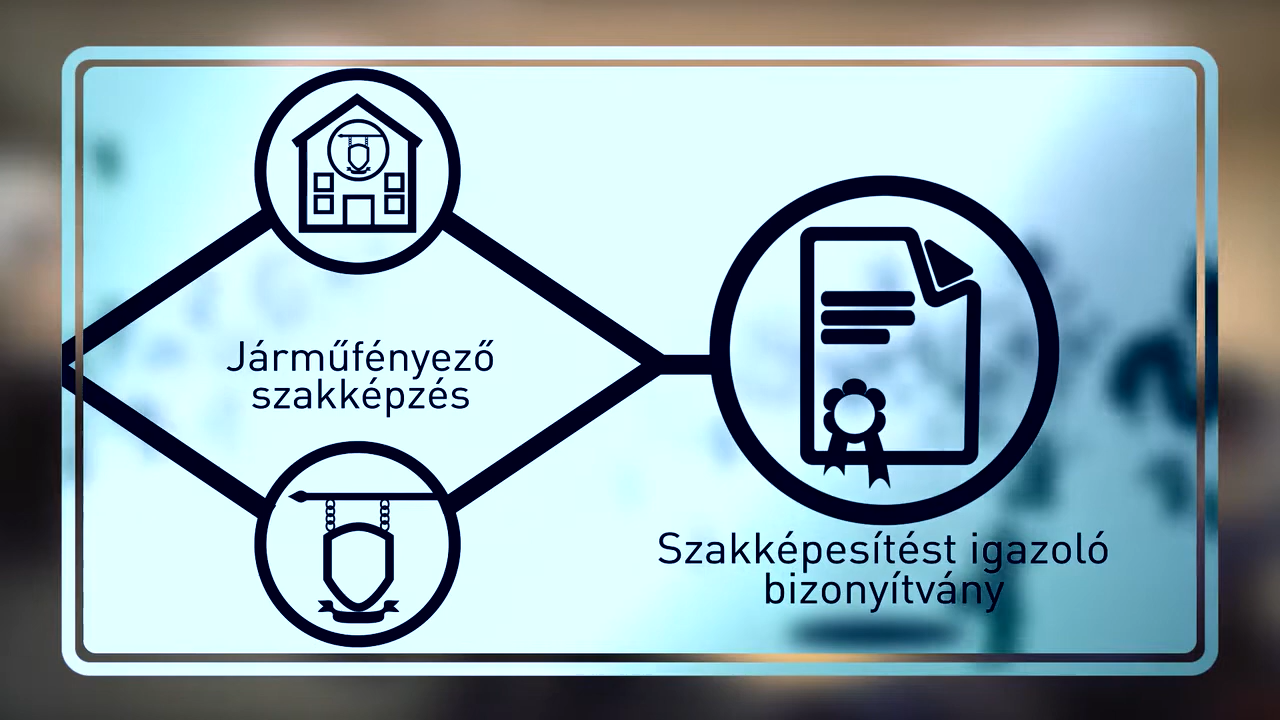 Járműfényező
szakképzés
Szakképesítést igazoló
bizonyítvány